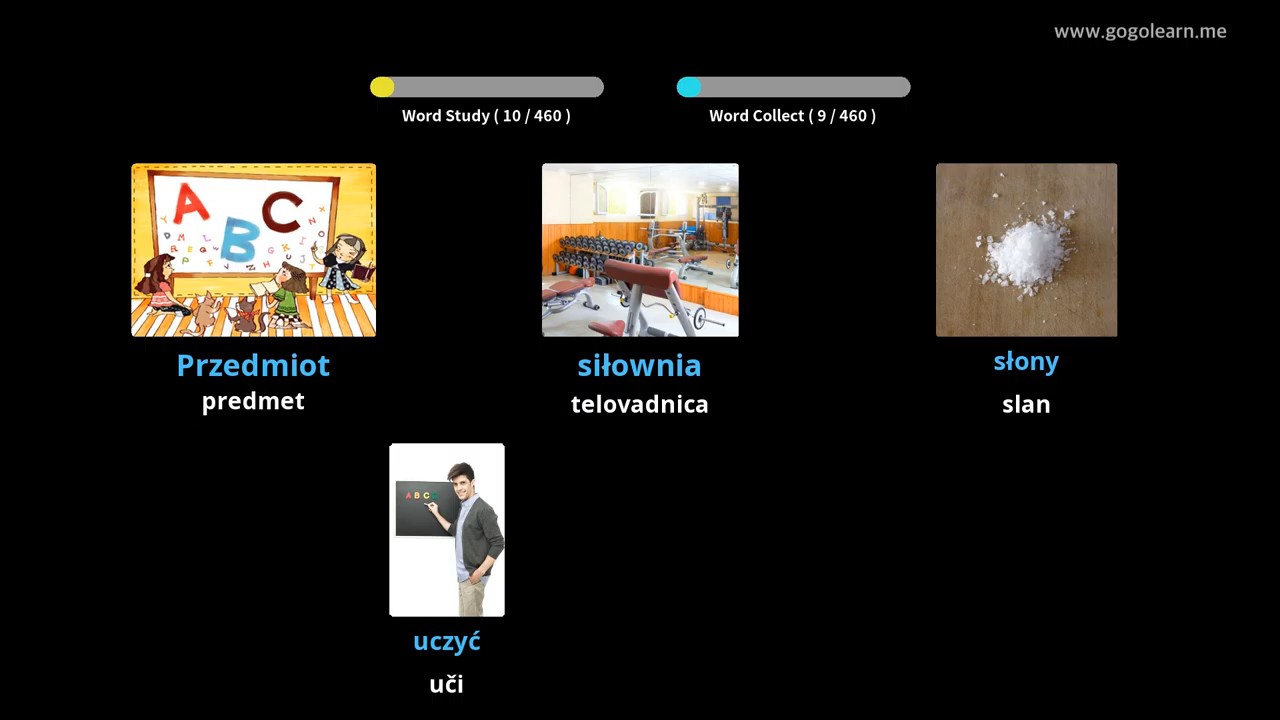 www.gogolearn.me
Word Study ( 10 / 460 )
Word Collect ( 9 / 460 )
A B C
Przedmiot
predmet
siłownia
telovadnica
słony
slan
A B C
uczyć
uči